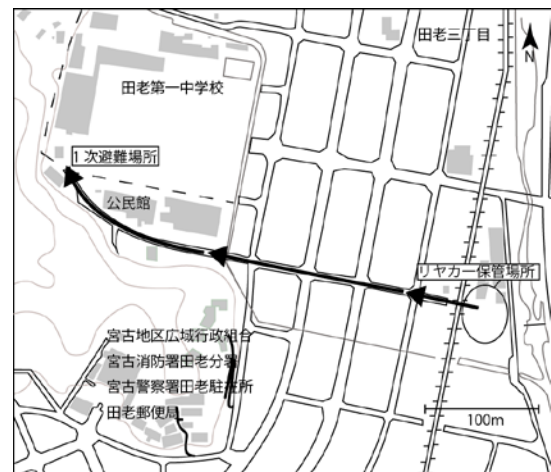 田老三丁目
N
田老第一中学校
1次避難場所
公民館
リヤカー保管場所
宮古地区広域行政組合
宮古消防署田老分署
宮古警察署田老駐在所
田老郵便局
100m